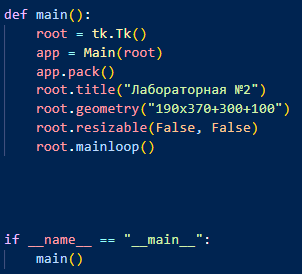 def main():
    root = tk.Tk()
    app = Main(root)
    app.pack()
    root.title("Лабораторная №2")
    root.geometry("190x370+300+100")
    root.resizable(False, False)
    root.mainloop()
if __name__ == "__main__":
    main()